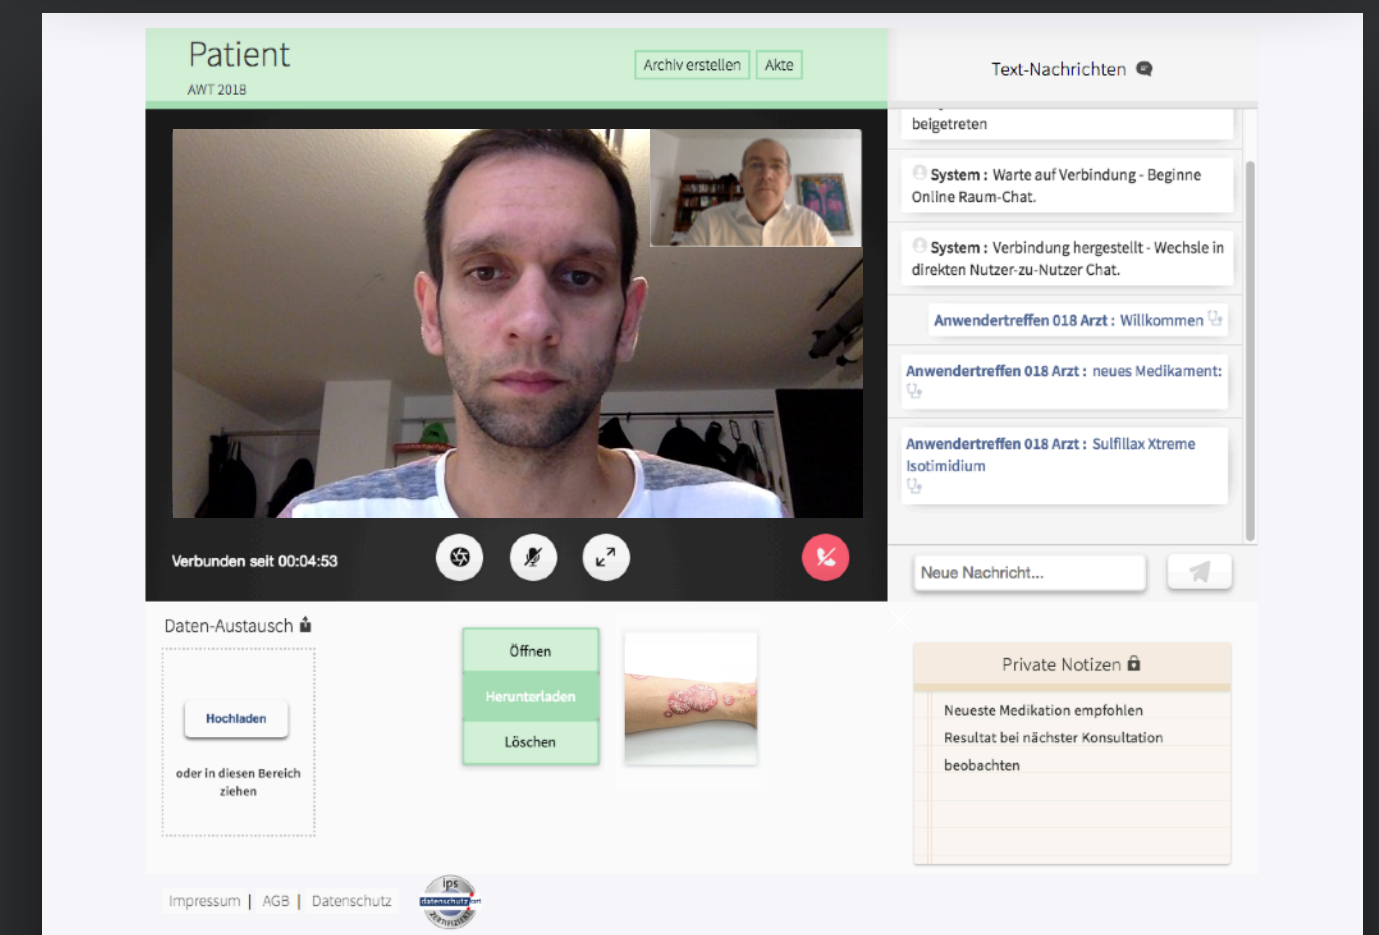 Patient
AWT 2018
Archiv erstellen
Akte
Text-Nachrichten
beigetreten
System : Warte auf Verbindung - Beginne
Online Raum-Chat.
System : Verbindung hergestellt - Wechsle in
direkten Nutzer-zu-Nutzer Chat.
Anwendertreffen 018 Arzt : Willkommen
Anwendertreffen 018 Arzt : neues Medikament:
Anwendertreffen 018 Arzt : Sulfillax Xtreme
Isotimidium
Verbunden seit 00:04:53
Neue Nachricht...
Daten-Austausch
Hochladen
oder in diesen Bereich
ziehen
Öffnen
Herunterladen
Löschen
Private Notizen
Neueste Medikation empfohlen
Resultat bei nächster Konsultation
beobachten
Impressum | AGB | Datenschutz
ips
datenschutz cert
ZERTIFIZIERT